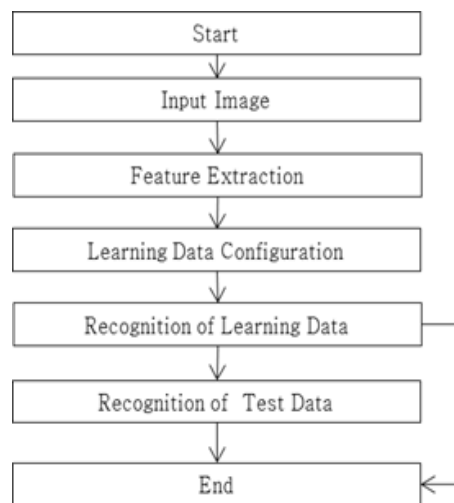 Start
Input Image
Feature Extraction
Learning Data Configuration
Recognition of Learning Data
Recognition of Test Data
End